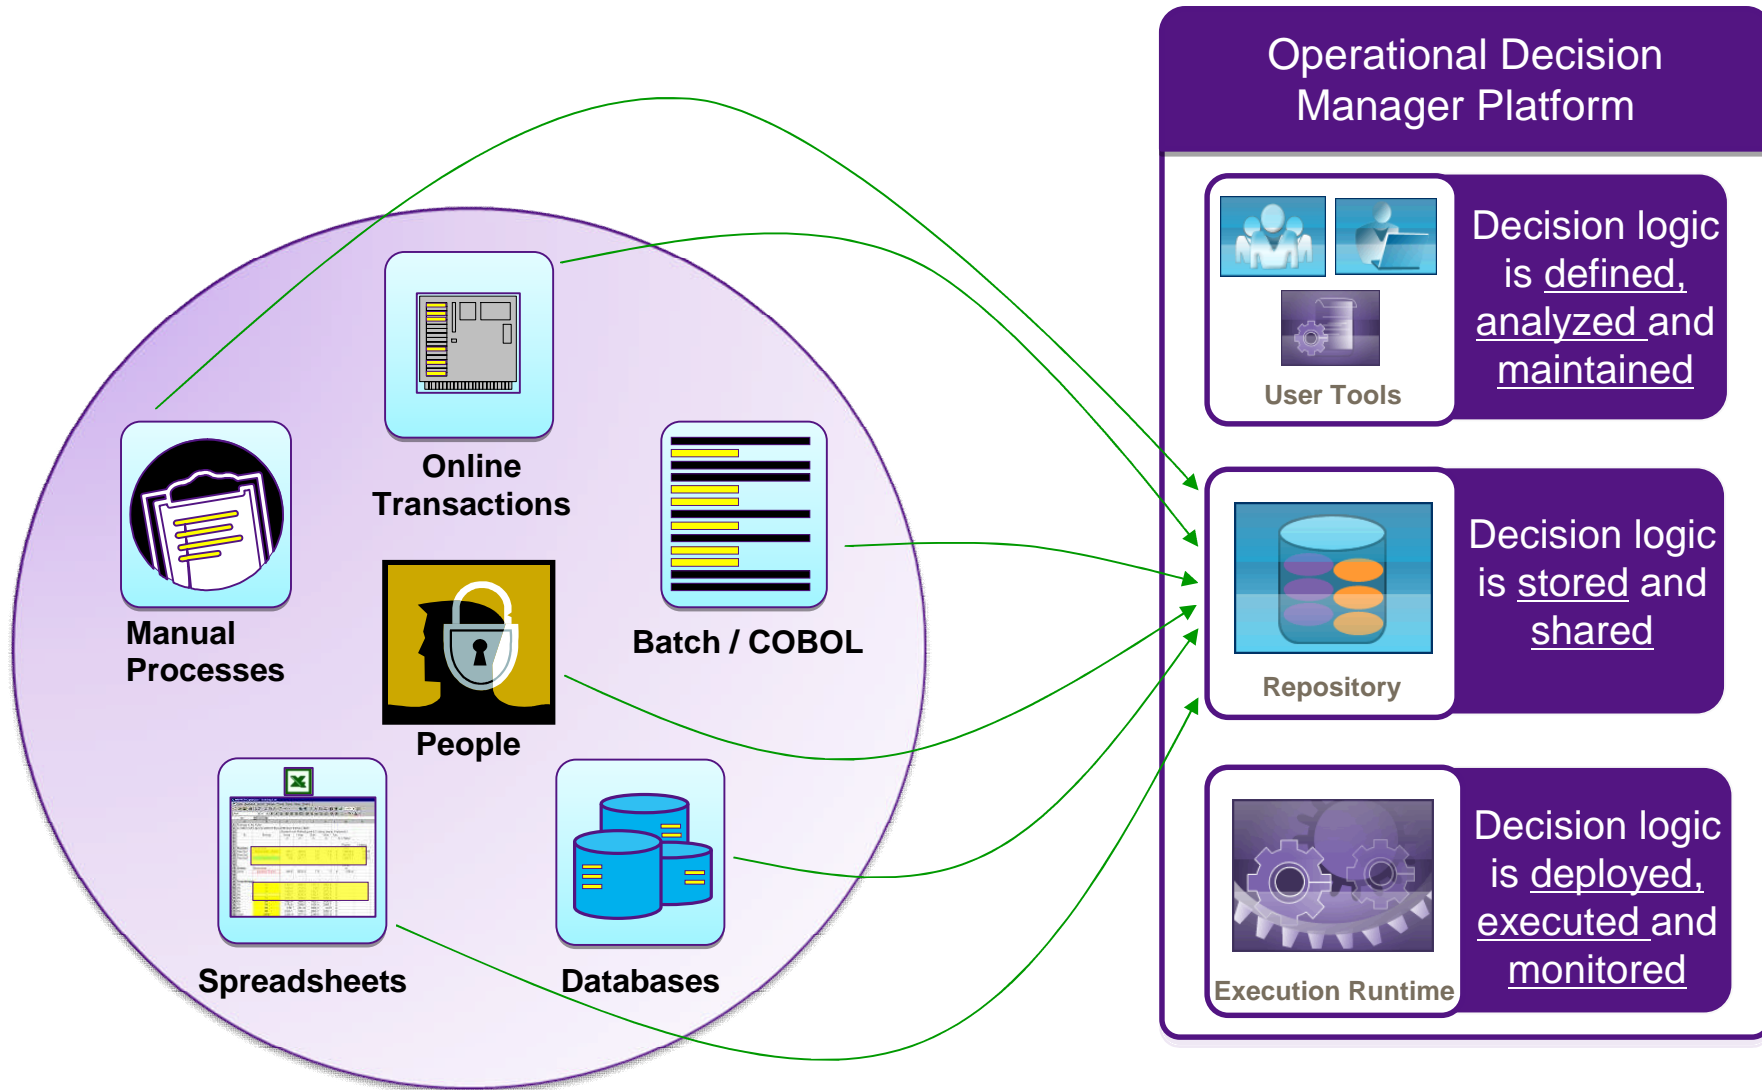 Operational Decision
Manager Platform
Decision logic
is defined,
analyzed and
maintained
User Tools
Online
Transactions
Manual
Processes
Batch / COBOL
People
Decision logic
is stored and
shared
Repository
Spreadsheets
Databases
Decision logic
is deployed,
executed and
monitored
Execution Runtime